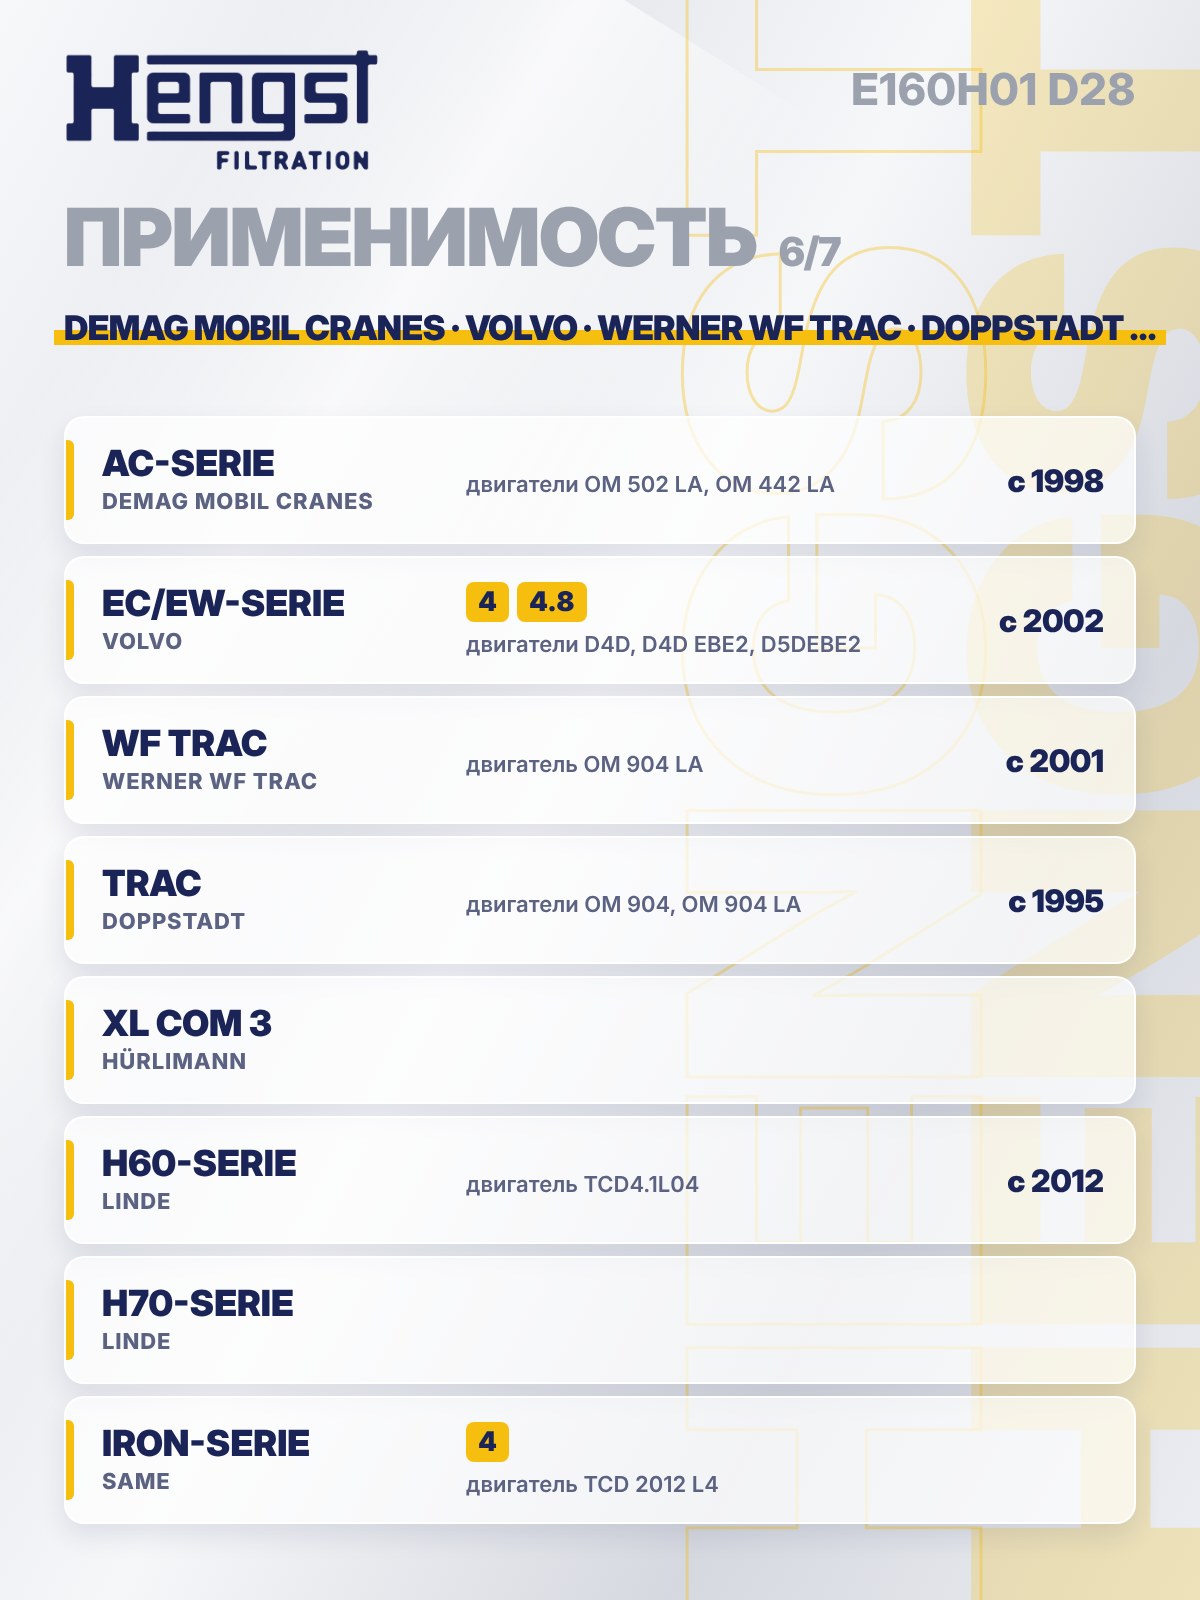 Hengst
FILTRATION
E160H01 D28
ПРИМЕНИМОСТЬ 6/7
DEMAG MOBIL CRANES · VOLVO · WERNER WF TRAC · DOPPSTADT ...
AC-SERIE
DEMAG MOBIL CRANES
двигатели OM 502 LA, OM 442 LA
с 1998
EC/EW-SERIE
VOLVO
4 4.8
двигатели D4D, D4D EBE2, D5DEBE2
с 2002
WF TRAC
WERNER WF TRAC
двигатель OM 904 LA
с 2001
TRAC
DOPPSTADT
двигатели OM 904, OM 904 LA
с 1995
XL COM 3
HÜRLIMANN
H60-SERIE
LINDE
двигатель TCD4.1L04
с 2012
H70-SERIE
LINDE
IRON-SERIE
SAME
4
двигатель TCD 2012 L4
HENGST
HENGST